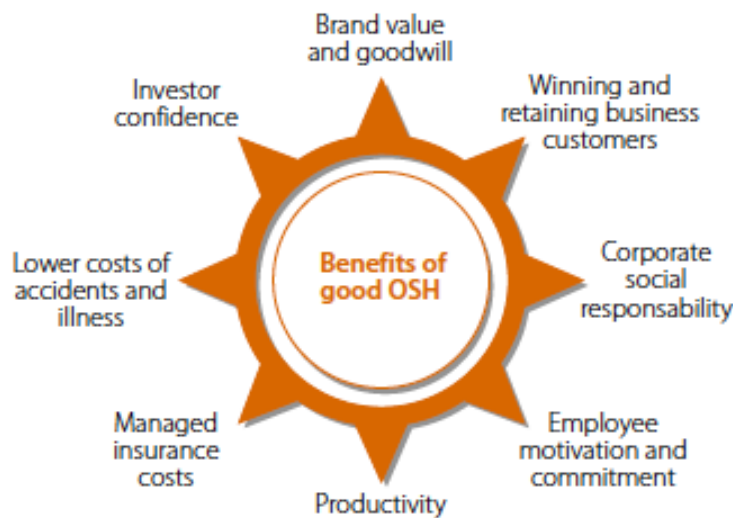 Brand value
and goodwill
Winning and
retaining business
customers
Corporate
social
responsability
Employee
motivation and
commitment
Productivity
Managed
insurance
costs
Lower costs of
accidents and
illness
Investor
confidence
Benefits of
good OSH